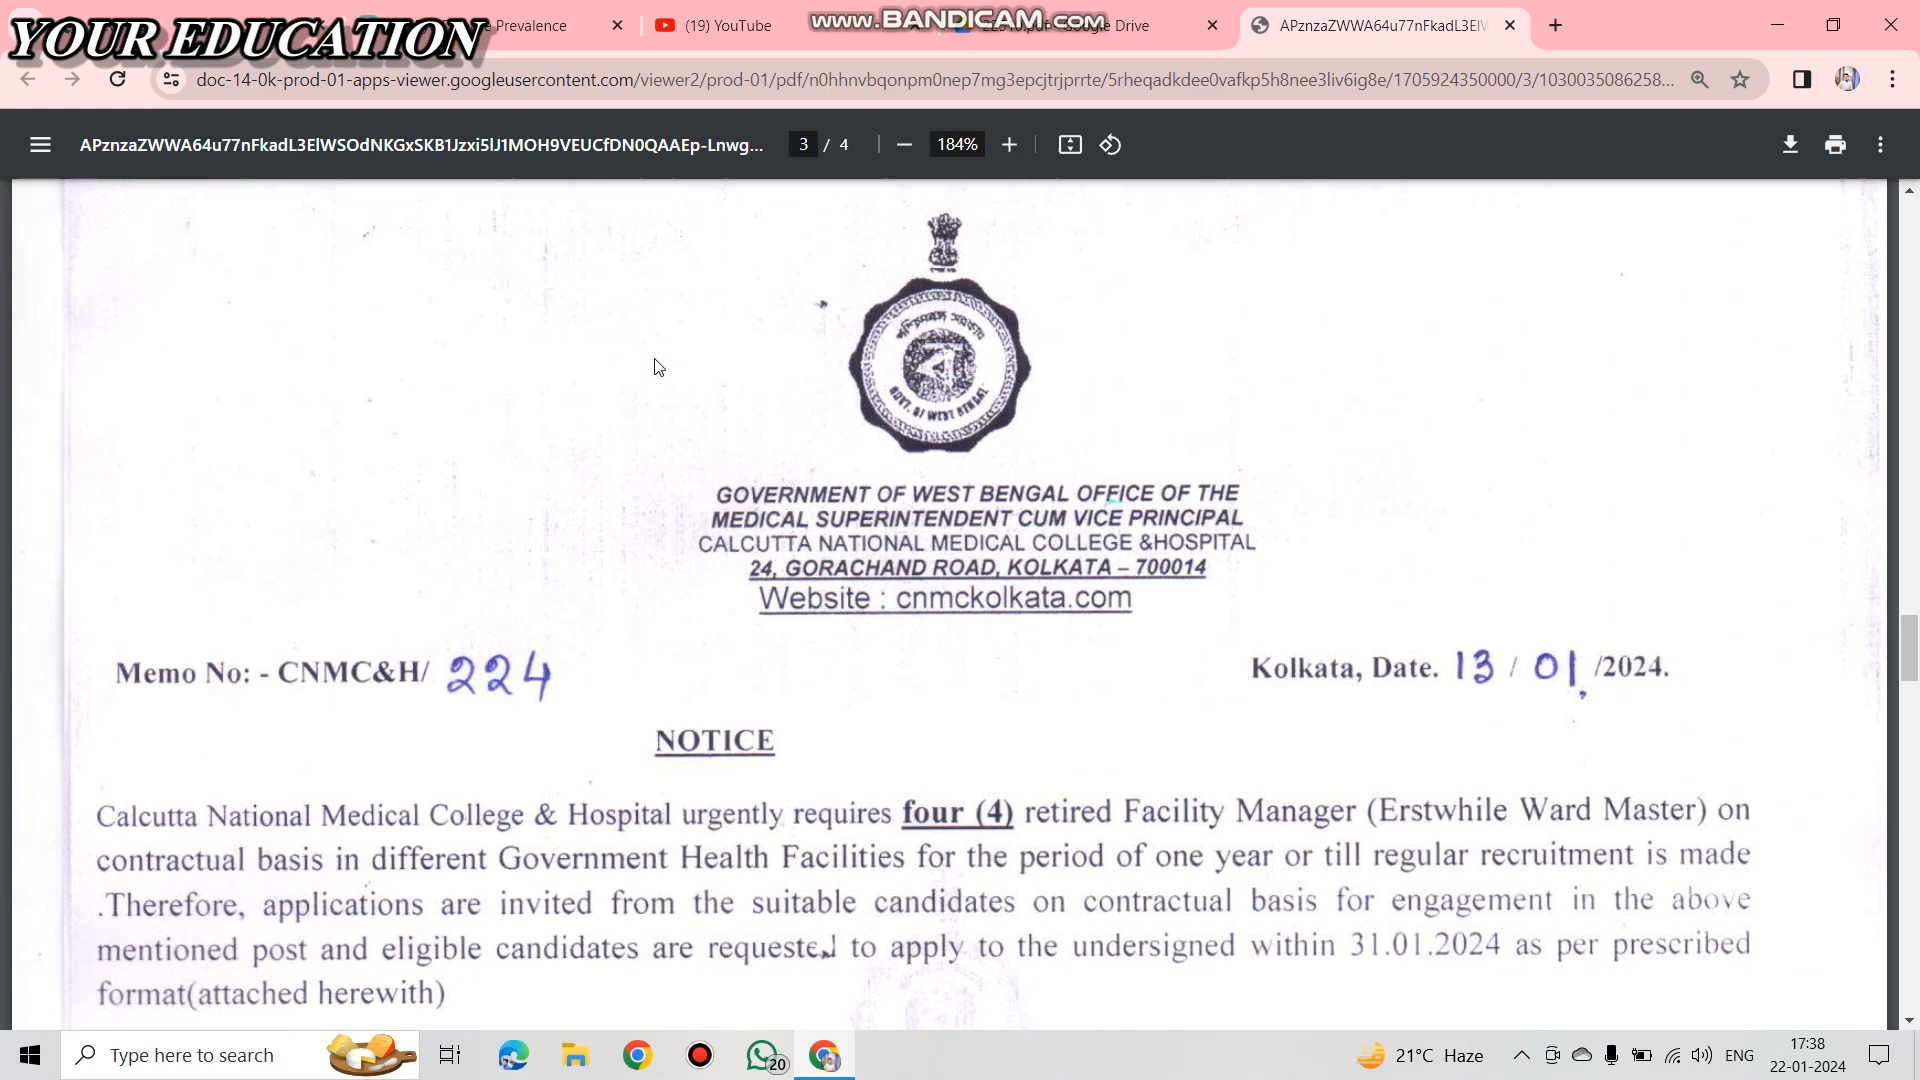 YOUR EDUCATION
Prevalence
(19) YouTube
www.BANDICAM.com
Drive
APznzaZWWA64u77nFkadL3ElW
doc-14-0k-prod-01-apps-viewer.googleusercontent.com/viewer2/prod-01/pdf/n0hhnvbqonpm0nep7mg3epcjtrjprrte/5rheqadkdee0vafkp5h8nee3liv6ig8e/1705924350000/3/1030035086258...
APznzaZWWA64u77nFkadL3ElWSOdNKGxSKB1Jzxi5lJ1MOH9VEUCfDN0QAAEp-Lnwg...
3 / 4
184%
GOVT. OF WEST BENGAL
GOVERNMENT OF WEST BENGAL OFFICE OF THE
MEDICAL SUPERINTENDENT CUM VICE PRINCIPAL
CALCUTTA NATIONAL MEDICAL COLLEGE &HOSPITAL
24, GORACHAND ROAD, KOLKATA – 700014
Website : cnmckolkata.com
Memo No: - CNMC&H/ 224
Kolkata, Date. 13 / 01 /2024.
NOTICE
Calcutta National Medical College & Hospital urgently requires four (4) retired Facility Manager (Erstwhile Ward Master) on
contractual basis in different Government Health Facilities for the period of one year or till regular recruitment is made
.Therefore, applications are invited from the suitable candidates on contractual basis for engagement in the above
mentioned post and eligible candidates are requested to apply to the undersigned within 31.01.2024 as per prescribed
format(attached herewith)
Type here to search
20
21°C Haze
ENG
17:38
22-01-2024